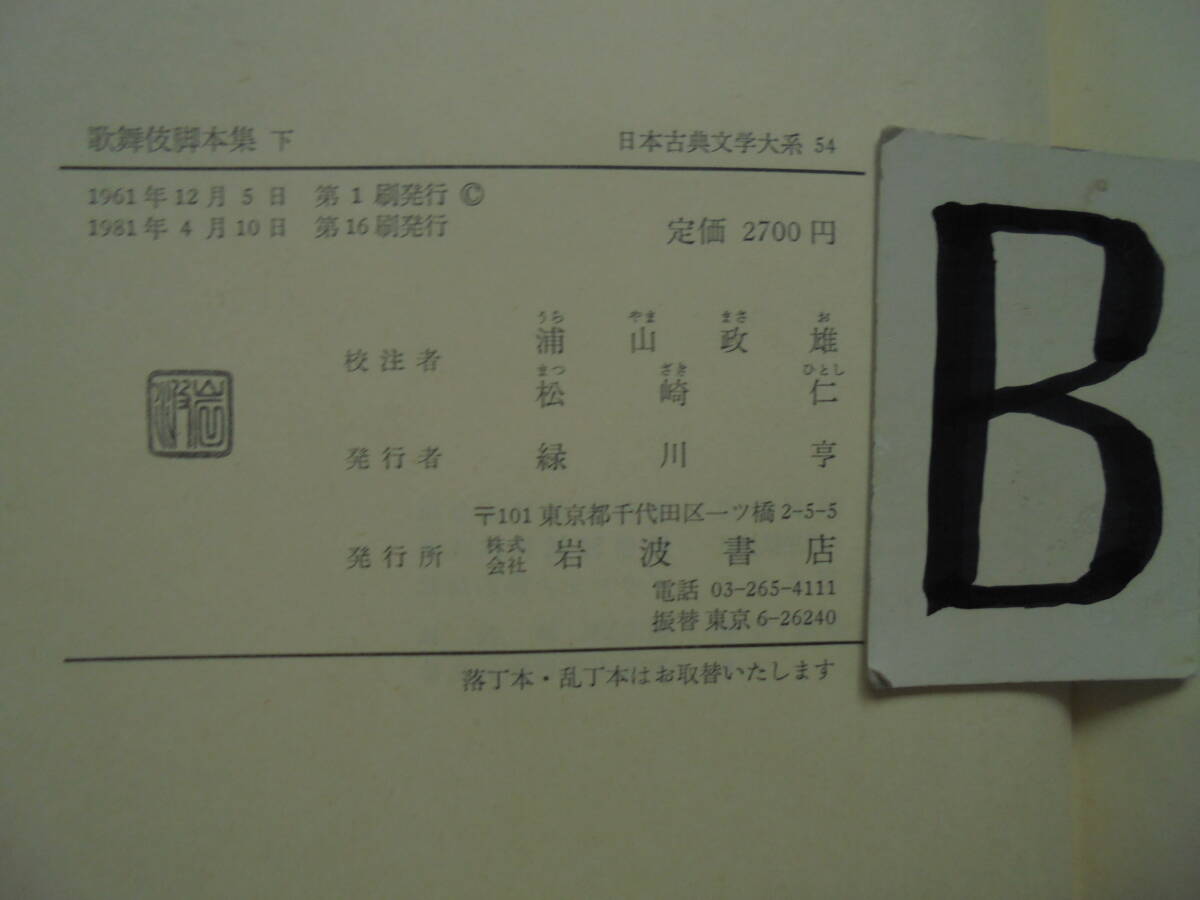 歌舞伎脚本集 下 日本古典文学大系 54
1961年12月5日 第1刷発行 ©
1981年4月10日 第16刷発行 定価 2700円
うら やま まさ お
校注者 浦山政雄
まつ ざき ひとし
松崎仁
発行者 緑川亨
〒101 東京都千代田区一ツ橋2-5-5
発行所 株式会社 岩波書店
電話 03-265-4111
振替 東京6-26240
落丁本・乱丁本はお取替いたします
岩波
B